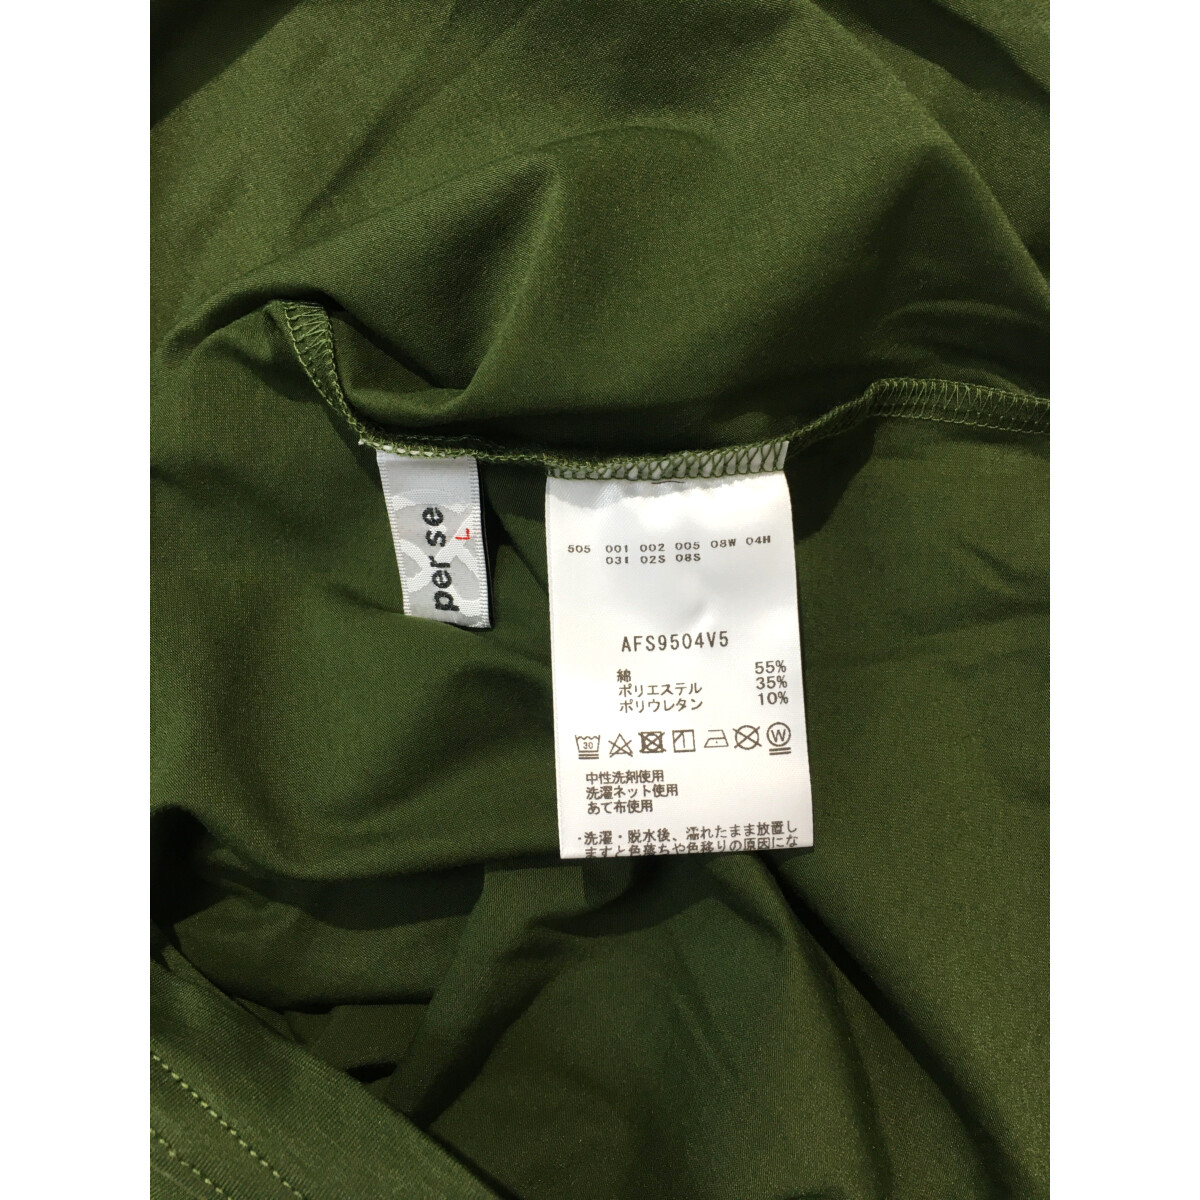 per se
L
505 001 002 005 08W 04H
031 02S 08S
AFS9504V5
綿 55%
ポリエステル 35%
ポリウレタン 10%
30 W
中性洗剤使用
洗濯ネット使用
あて布使用
・洗濯・脱水後、濡れたまま放置し
ますと色落ちや色移りの原因にな